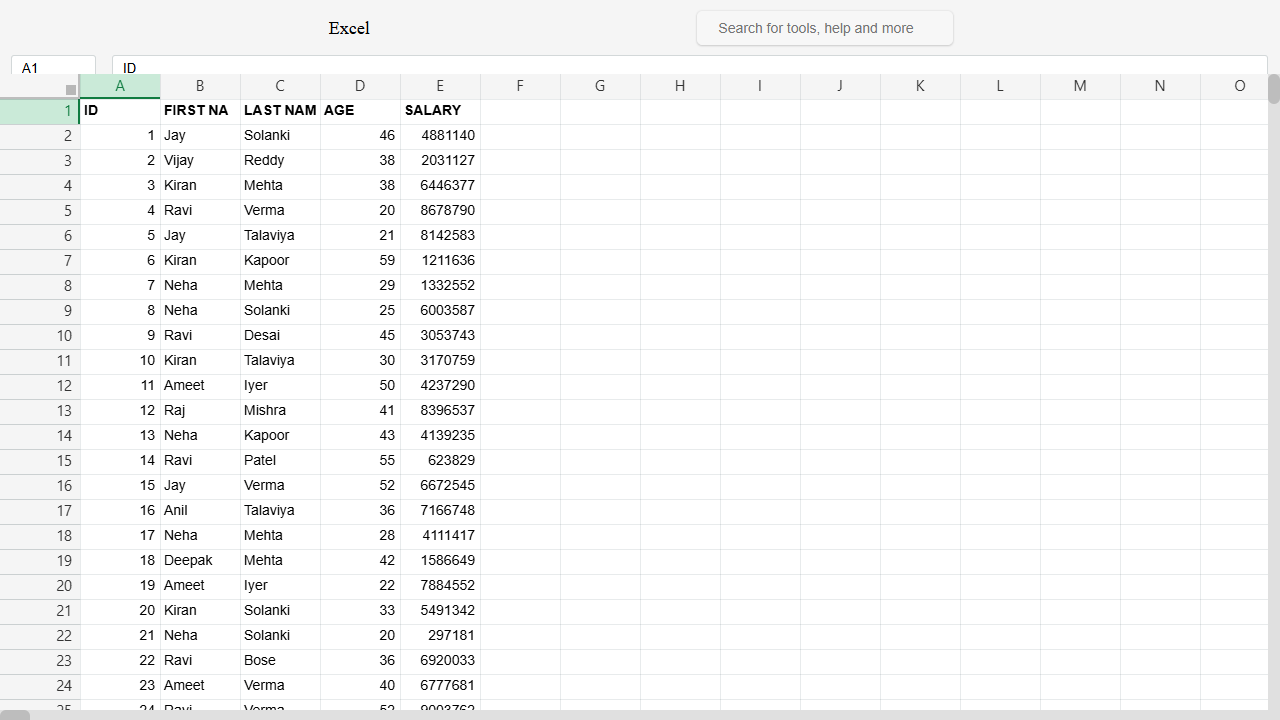 Excel
Search for tools, help and more
A1 ID
A B C D E F G H I J K L M N O
1 ID FIRST NA LAST NAM AGE SALARY
2 1 Jay Solanki 46 4881140
3 2 Vijay Reddy 38 2031127
4 3 Kiran Mehta 38 6446377
5 4 Ravi Verma 20 8678790
6 5 Jay Talaviya 21 8142583
7 6 Kiran Kapoor 59 1211636
8 7 Neha Mehta 29 1332552
9 8 Neha Solanki 25 6003587
10 9 Ravi Desai 45 3053743
11 10 Kiran Talaviya 30 3170759
12 11 Ameet Iyer 50 4237290
13 12 Raj Mishra 41 8396537
14 13 Neha Kapoor 43 4139235
15 14 Ravi Patel 55 623829
16 15 Jay Verma 52 6672545
17 16 Anil Talaviya 36 7166748
18 17 Neha Mehta 28 4111417
19 18 Deepak Mehta 42 1586649
20 19 Ameet Iyer 22 7884552
21 20 Kiran Solanki 33 5491342
22 21 Neha Solanki 20 297181
23 22 Ravi Bose 36 6920033
24 23 Ameet Verma 40 6777681
25 24 Ravi Verma